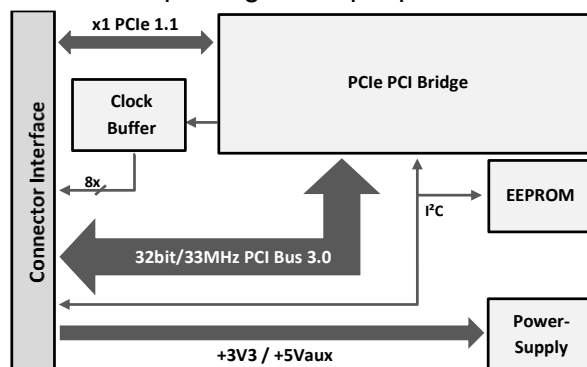 x1 PCIe 1.1
PCIe PCI Bridge
Clock
Buffer
Connector Interface
8x
EEPROM
I²C
32bit/33MHz PCI Bus 3.0
Power-
Supply
+3V3 / +5Vaux